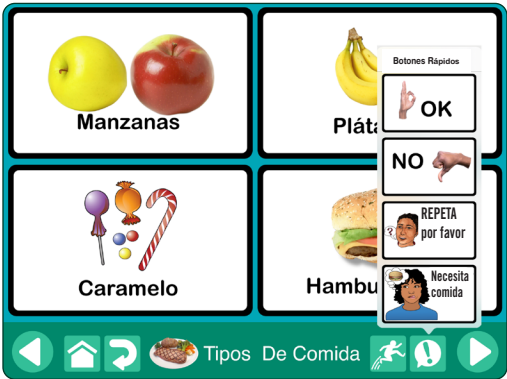 Manzanas
Botones Rápidos
OK
NO
REPETA
por favor
Necesita
comida
Caramelo
Tipos De Comida